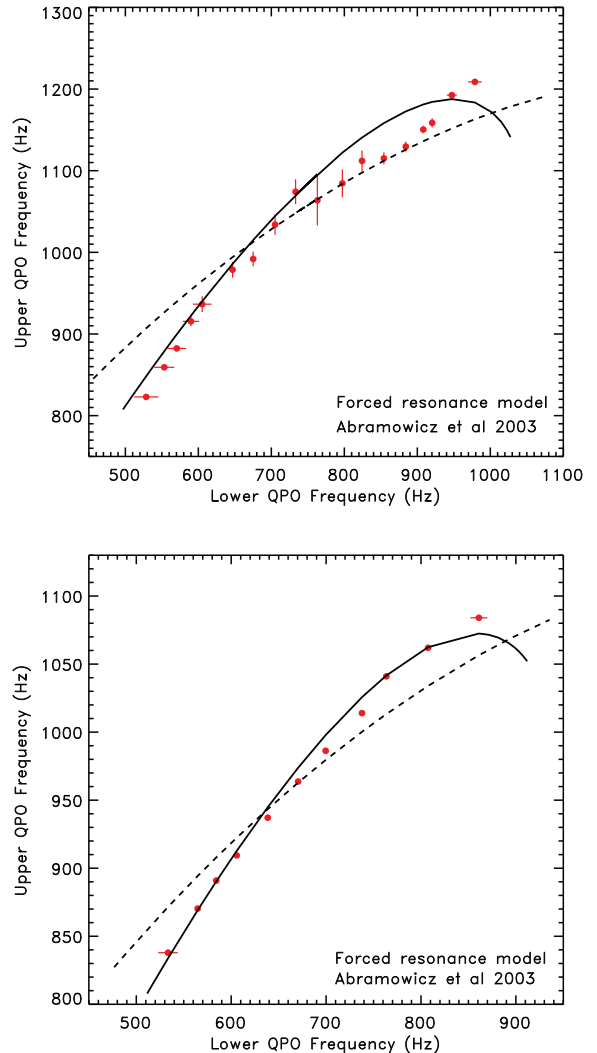 1300
1200
1100
1000
900
800
Upper QPO Frequency (Hz)
Forced resonance model
Abramowicz et al 2003
500 600 700 800 900 1000 1100
Lower QPO Frequency (Hz)
1100
1050
1000
950
900
850
800
Upper QPO Frequency (Hz)
Forced resonance model
Abramowicz et al 2003
500 600 700 800 900
Lower QPO Frequency (Hz)